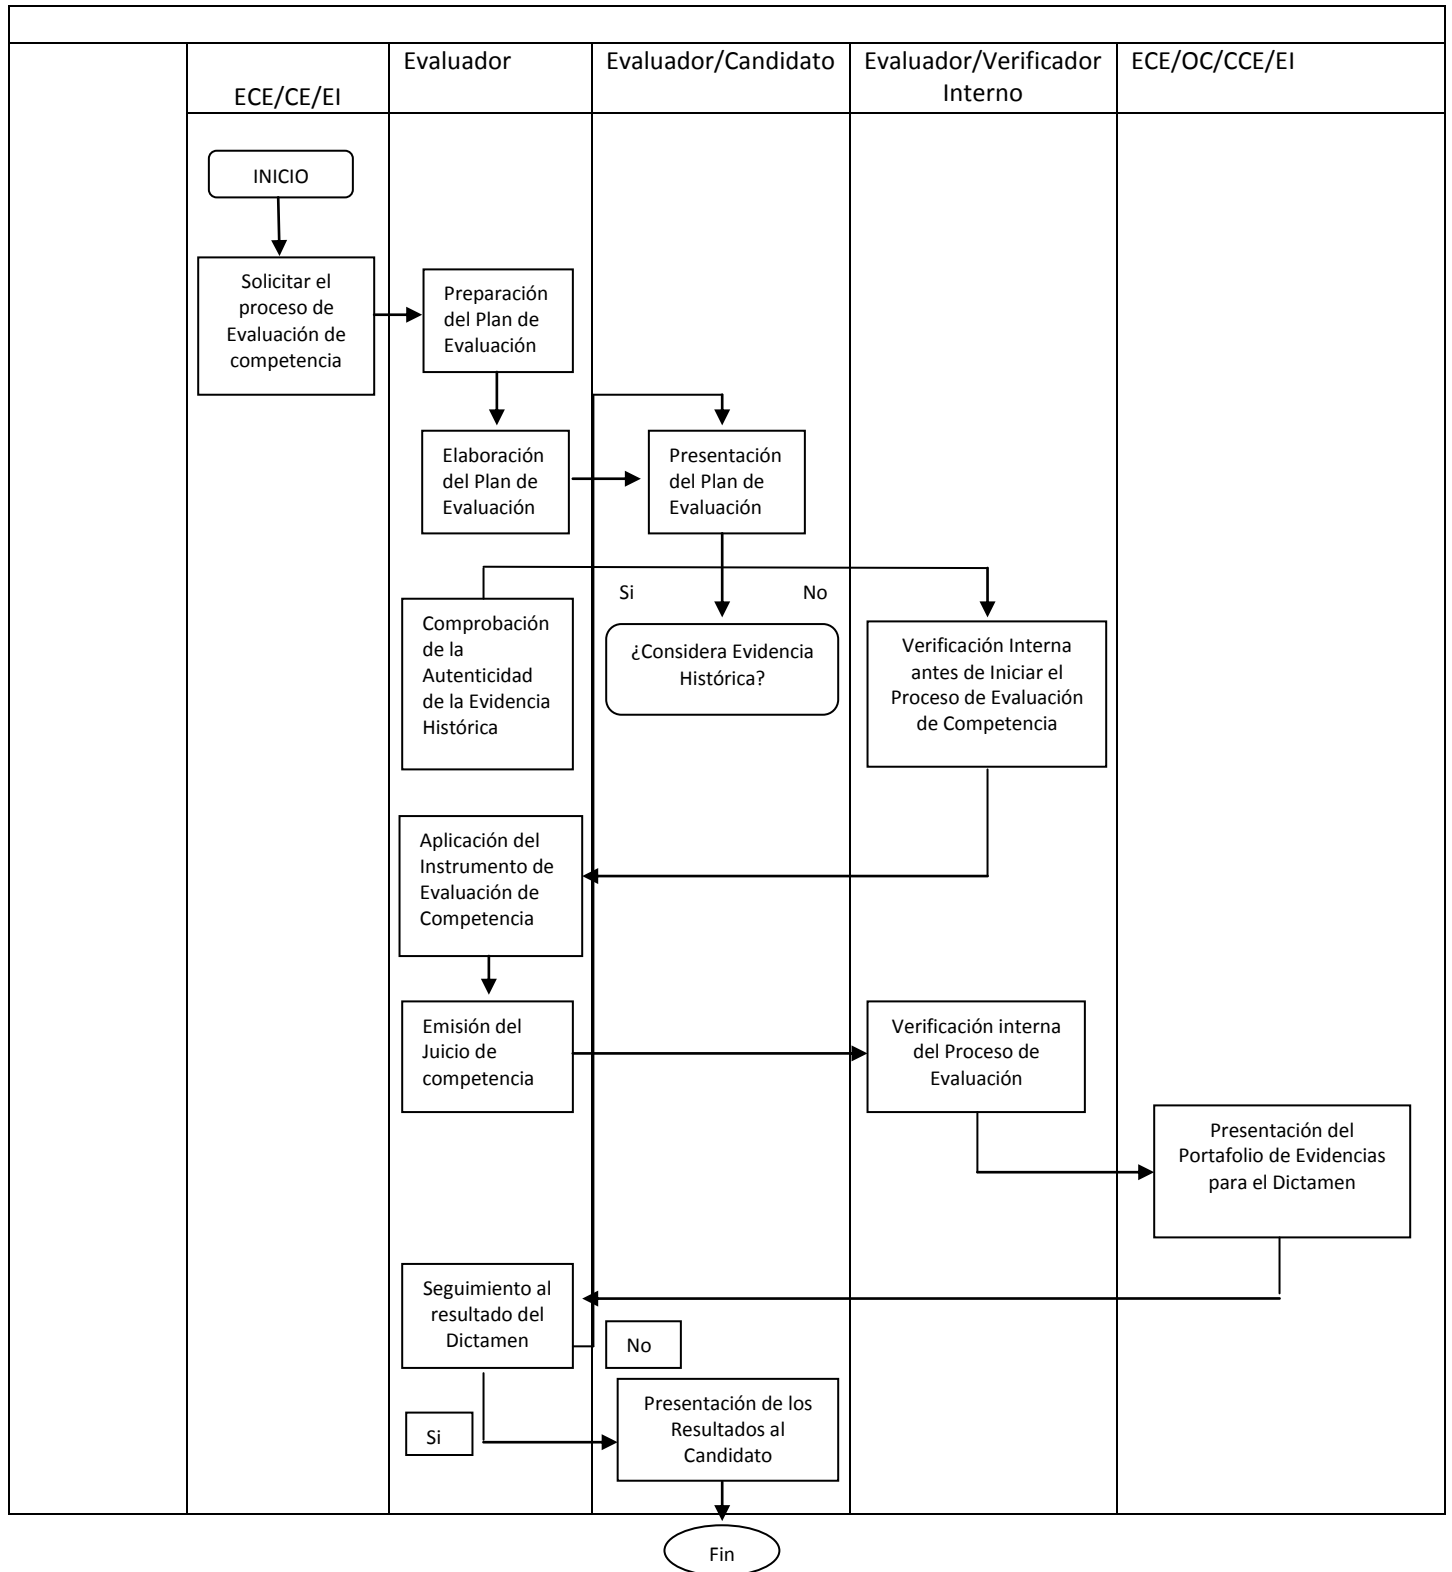 ECE/CE/EI
Evaluador
Evaluador/Candidato
Evaluador/Verificador
Interno
ECE/OC/CCE/EI
INICIO
Solicitar el
proceso de
Evaluación de
competencia
Preparación
del Plan de
Evaluación
Elaboración
del Plan de
Evaluación
Presentación
del Plan de
Evaluación
Si
No
Comprobación
de la
Autenticidad
de la Evidencia
Histórica
¿Considera Evidencia
Histórica?
Verificación Interna
antes de Iniciar el
Proceso de Evaluación
de Competencia
Aplicación del
Instrumento de
Evaluación de
Competencia
Emisión del
Juicio de
competencia
Verificación interna
del Proceso de
Evaluación
Presentación del
Portafolio de Evidencias
para el Dictamen
Seguimiento al
resultado del
Dictamen
No
Si
Presentación de los
Resultados al
Candidato
Fin